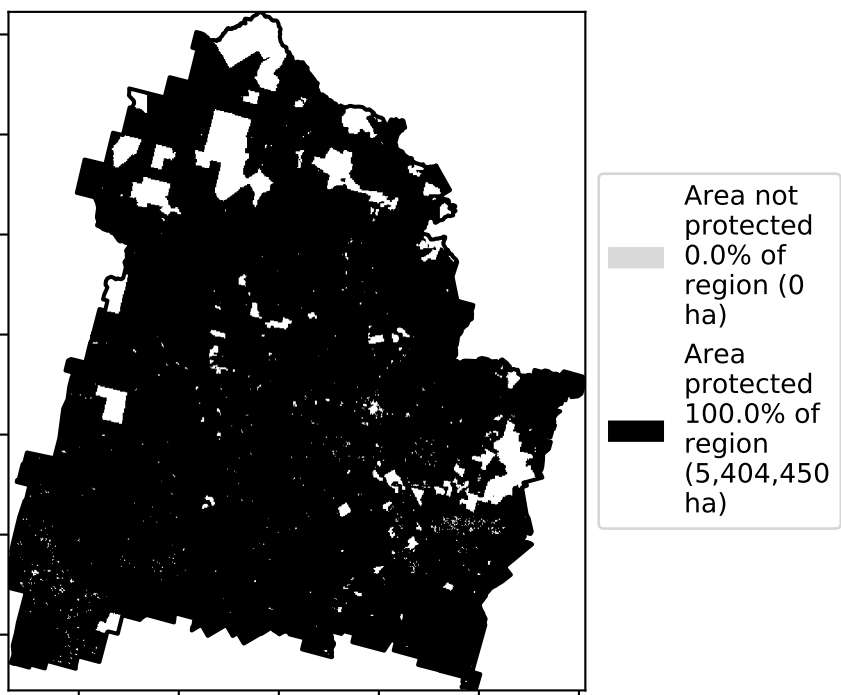 Area not
protected
0.0% of
region (0
ha)
Area
protected
100.0% of
region
(5,404,450
ha)